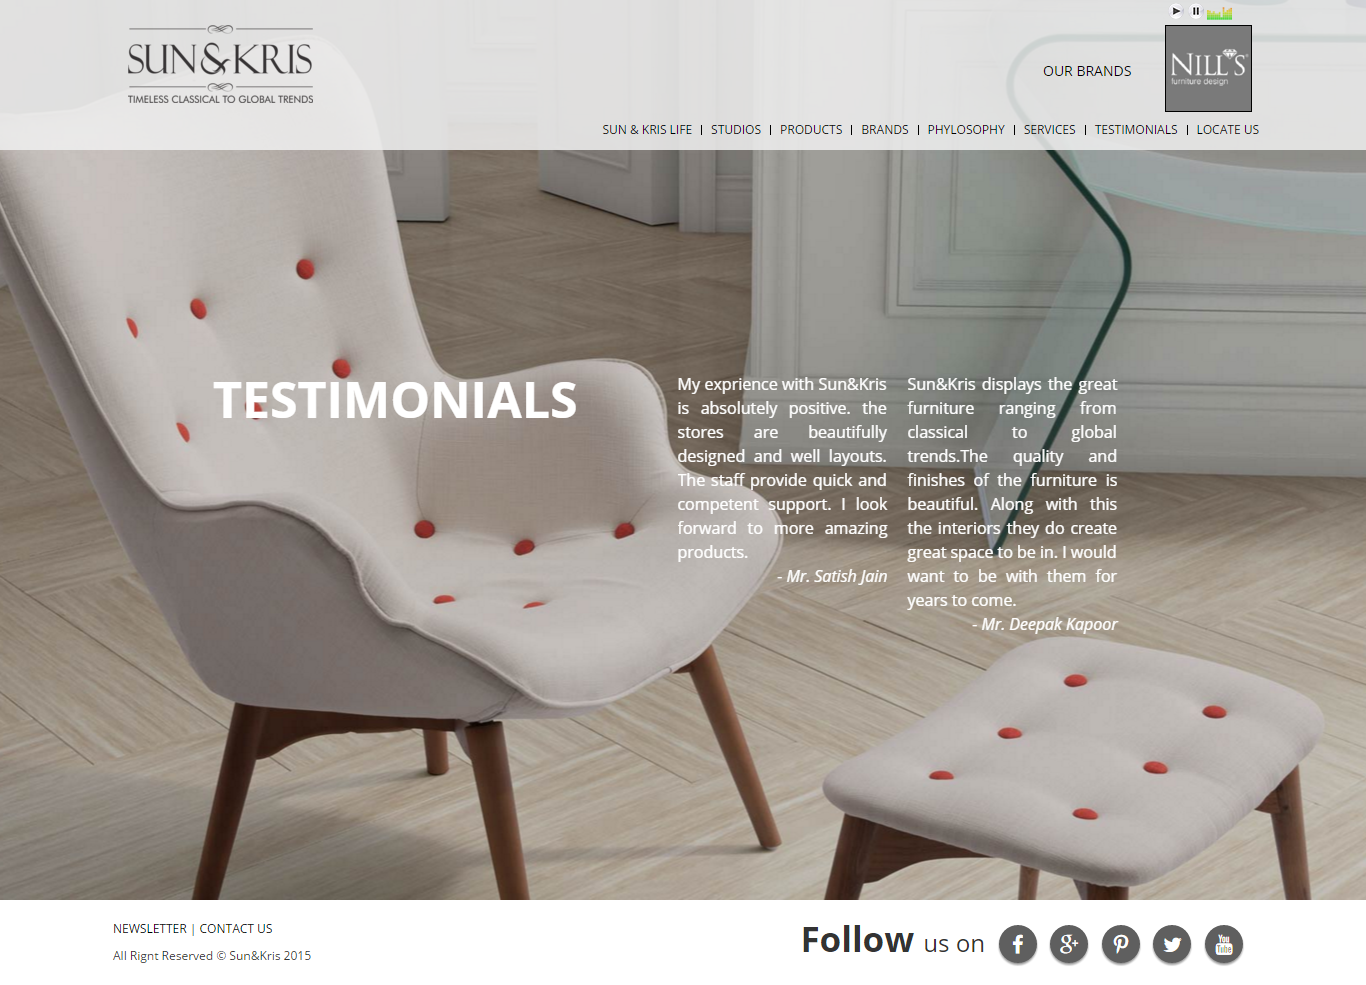 SUN&KRIS
TIMELESS CLASSICAL TO GLOBAL TRENDS
OUR BRANDS
NILL'S
furniture design
SUN & KRIS LIFE | STUDIOS | PRODUCTS | BRANDS | PHYLOSOPHY | SERVICES | TESTIMONIALS | LOCATE US
TESTIMONIALS
My exprience with Sun&Kris
is absolutely positive. the
stores are beautifully
designed and well layouts.
The staff provide quick and
competent support. I look
forward to more amazing
products.
- Mr. Satish Jain
Sun&Kris displays the great
furniture ranging from
classical to global
trends.The quality and
finishes of the furniture is
beautiful. Along with this
the interiors they do create
great space to be in. I would
want to be with them for
years to come.
- Mr. Deepak Kapoor
NEWSLETTER | CONTACT US
All Rignt Reserved © Sun&Kris 2015
Follow us on
You
Tube